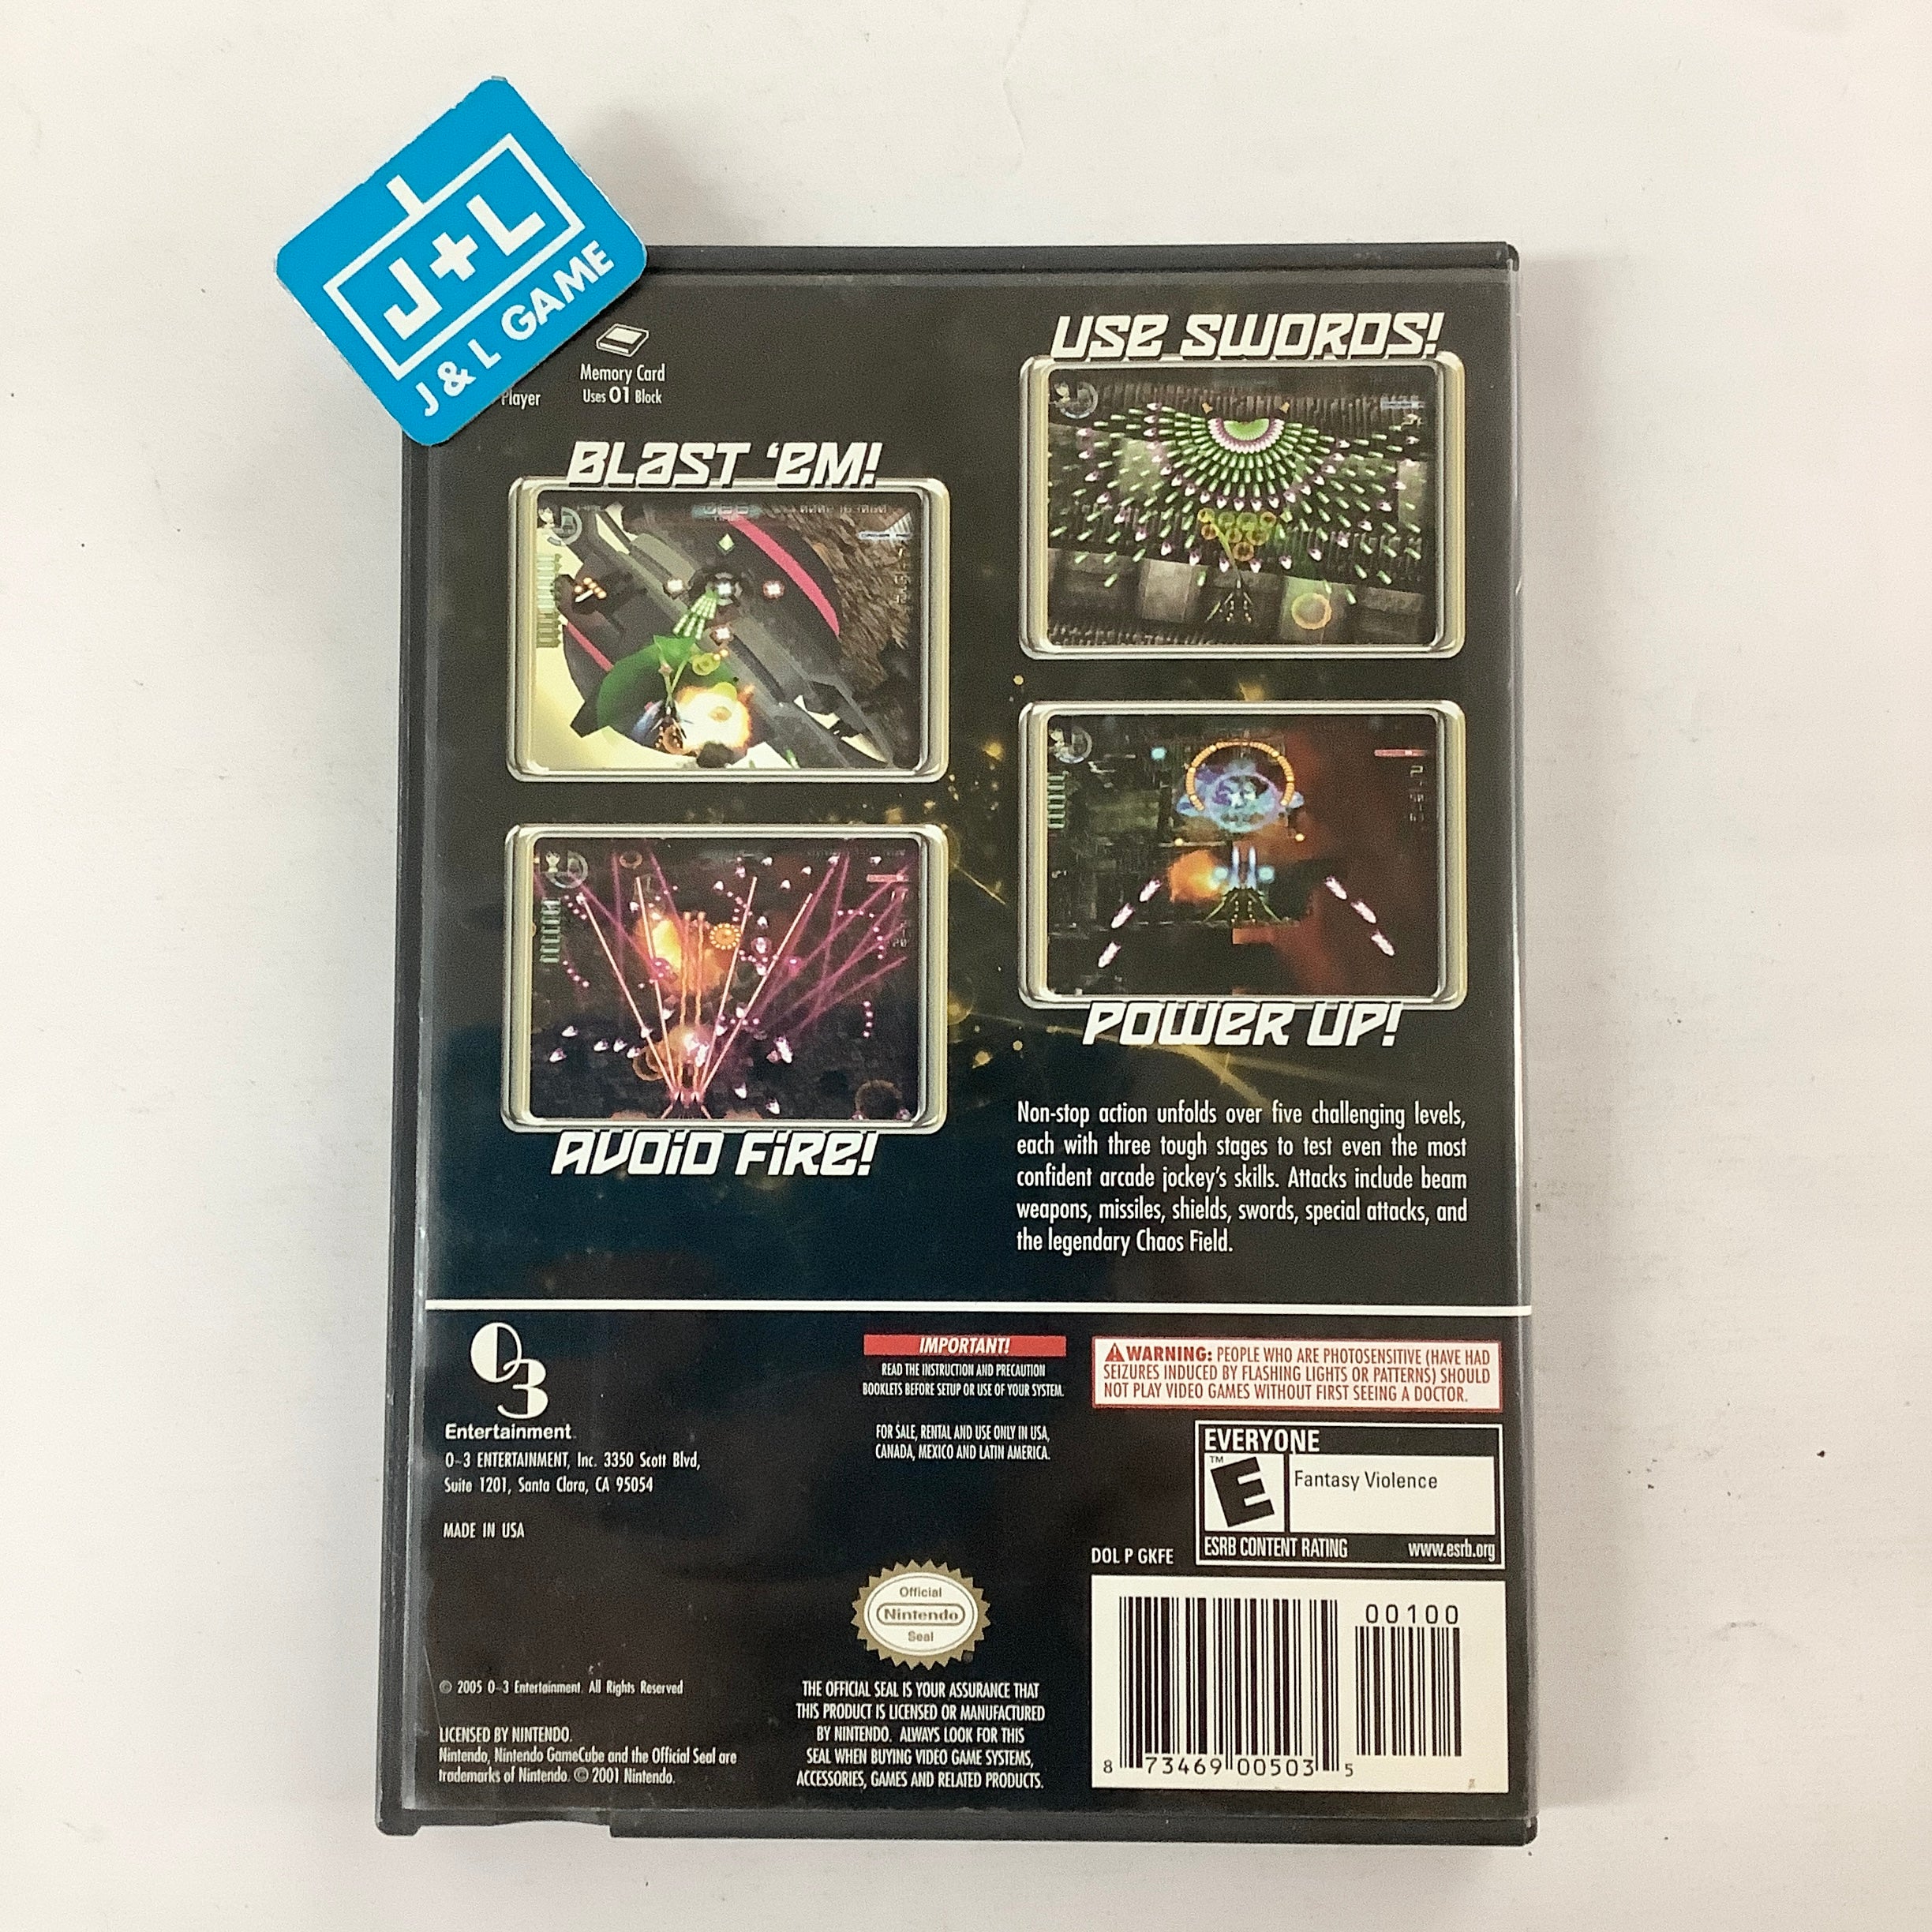 J+L
J & L GAME
Player
Memory Card
Uses 01 Block
BLAST 'EM!
USE SWORDS!
AVOID FIRE!
POWER UP!
Non-stop action unfolds over five challenging levels,
each with three tough stages to test even the most
confident arcade jockey's skills. Attacks include beam
weapons, missiles, shields, swords, special attacks, and
the legendary Chaos Field.
O3
Entertainment
O~3 ENTERTAINMENT, Inc. 3350 Scott Blvd,
Suite 1201, Santa Clara, CA 95054
MADE IN USA
IMPORTANT!
READ THE INSTRUCTION AND PRECAUTION
BOOKLETS BEFORE SETUP OR USE OF YOUR SYSTEM.
FOR SALE, RENTAL AND USE ONLY IN USA,
CANADA, MEXICO AND LATIN AMERICA.
WARNING: PEOPLE WHO ARE PHOTOSENSITIVE (HAVE HAD
SEIZURES INDUCED BY FLASHING LIGHTS OR PATTERNS) SHOULD
NOT PLAY VIDEO GAMES WITHOUT FIRST SEEING A DOCTOR.
EVERYONE
™
E
Fantasy Violence
ESRB CONTENT RATING www.esrb.org
DOL P GKFE
Official
Nintendo
Seal
© 2005 O~3 Entertainment. All Rights Reserved
LICENSED BY NINTENDO.
Nintendo, Nintendo GameCube and the Official Seal are
trademarks of Nintendo. © 2001 Nintendo.
THE OFFICIAL SEAL IS YOUR ASSURANCE THAT
THIS PRODUCT IS LICENSED OR MANUFACTURED
BY NINTENDO. ALWAYS LOOK FOR THIS
SEAL WHEN BUYING VIDEO GAME SYSTEMS,
ACCESSORIES, GAMES AND RELATED PRODUCTS.
00100
8 73469 00503 5